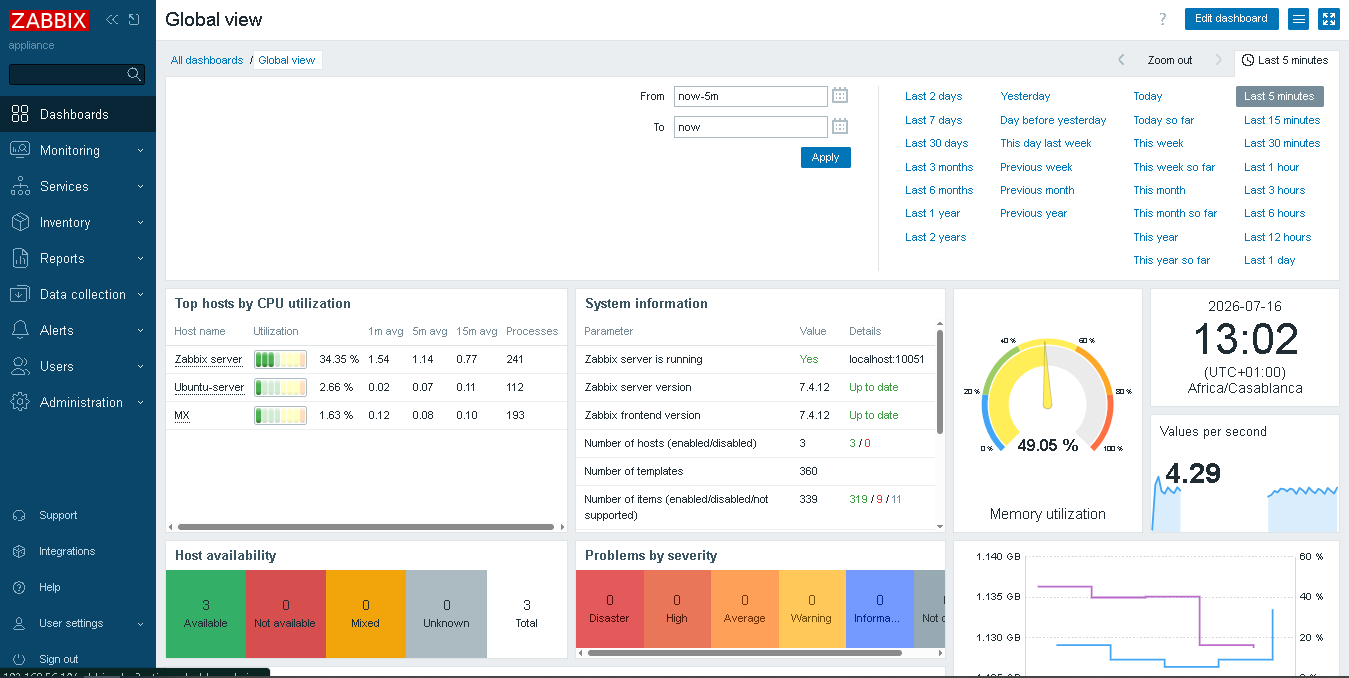 ZABBIX
appliance
Dashboards
Monitoring
Services
Inventory
Reports
Data collection
Alerts
Users
Administration
Support
Integrations
Help
User settings
Sign out
Global view
? Edit dashboard
All dashboards / Global view
Zoom out
Last 5 minutes
From now-5m
To now
Apply
Last 2 days Yesterday Today Last 5 minutes
Last 7 days Day before yesterday Today so far Last 15 minutes
Last 30 days This day last week This week Last 30 minutes
Last 3 months Previous week This week so far Last 1 hour
Last 6 months Previous month This month Last 3 hours
Last 1 year Previous year This month so far Last 6 hours
Last 2 years This year Last 12 hours
This year so far Last 1 day
Top hosts by CPU utilization
Host name Utilization 1m avg 5m avg 15m avg Processes
Zabbix server 34.35 % 1.54 1.14 0.77 241
Ubuntu-server 2.66 % 0.02 0.07 0.11 112
MX 1.63 % 0.12 0.08 0.10 193
System information
Parameter Value Details
Zabbix server is running Yes localhost:10051
Zabbix server version 7.4.12 Up to date
Zabbix frontend version 7.4.12 Up to date
Number of hosts (enabled/disabled) 3 3 / 0
Number of templates 360
Number of items (enabled/disabled/not supported) 339 319 / 9 / 11
0 % 20 % 40 % 60 % 80 % 100 %
49.05 %
Memory utilization
2026-07-16
13:02
(UTC+01:00)
Africa/Casablanca
Values per second
4.29
Host availability
3 Available
0 Not available
0 Mixed
0 Unknown
3 Total
Problems by severity
0 Disaster
0 High
0 Average
0 Warning
0 Informa...
Not
1.140 GB 60 %
1.135 GB 40 %
1.130 GB 20 %